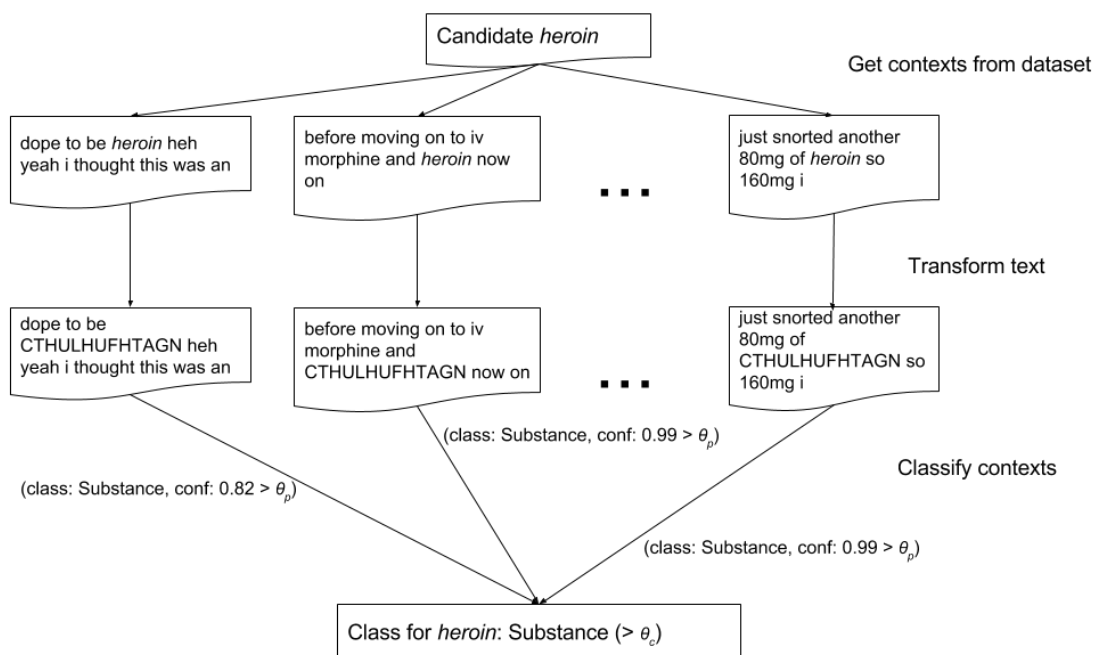 Candidate heroin
Get contexts from dataset
dope to be heroin heh
yeah i thought this was an
before moving on to iv
morphine and heroin now
on
...
just snorted another
80mg of heroin so
160mg i
Transform text
dope to be
CTHULHUFHTAGN heh
yeah i thought this was an
before moving on to iv
morphine and
CTHULHUFHTAGN now on
...
just snorted another
80mg of
CTHULHUFHTAGN so
160mg i
(class: Substance, conf: 0.99 > θp)
Classify contexts
(class: Substance, conf: 0.82 > θp)
(class: Substance, conf: 0.99 > θp)
Class for heroin: Substance (> θc)